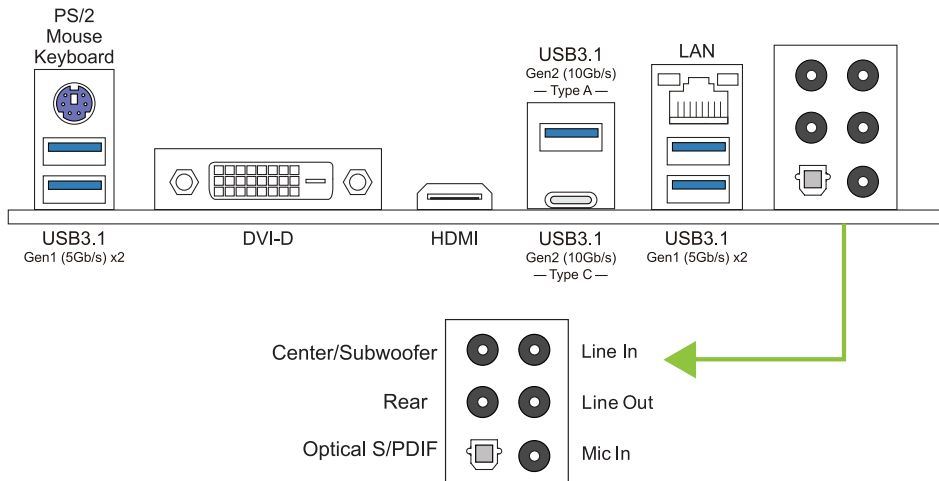 PS/2
Mouse
Keyboard
USB3.1
Gen2 (10Gb/s)
— Type A —
LAN
USB3.1
Gen1 (5Gb/s) x2
DVI-D
HDMI
USB3.1
Gen2 (10Gb/s)
— Type C —
USB3.1
Gen1 (5Gb/s) x2
Center/Subwoofer
Line In
Rear
Line Out
Optical S/PDIF
Mic In